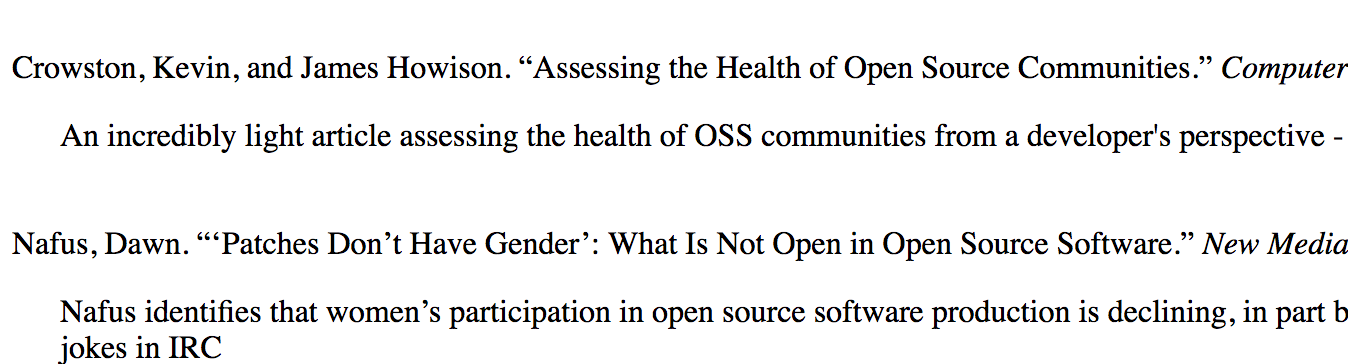 Crowston, Kevin, and James Howison. “Assessing the Health of Open Source Communities.” Computer
An incredibly light article assessing the health of OSS communities from a developer's perspective -
Nafus, Dawn. “‘Patches Don’t Have Gender’: What Is Not Open in Open Source Software.” New Media
Nafus identifies that women’s participation in open source software production is declining, in part b
jokes in IRC